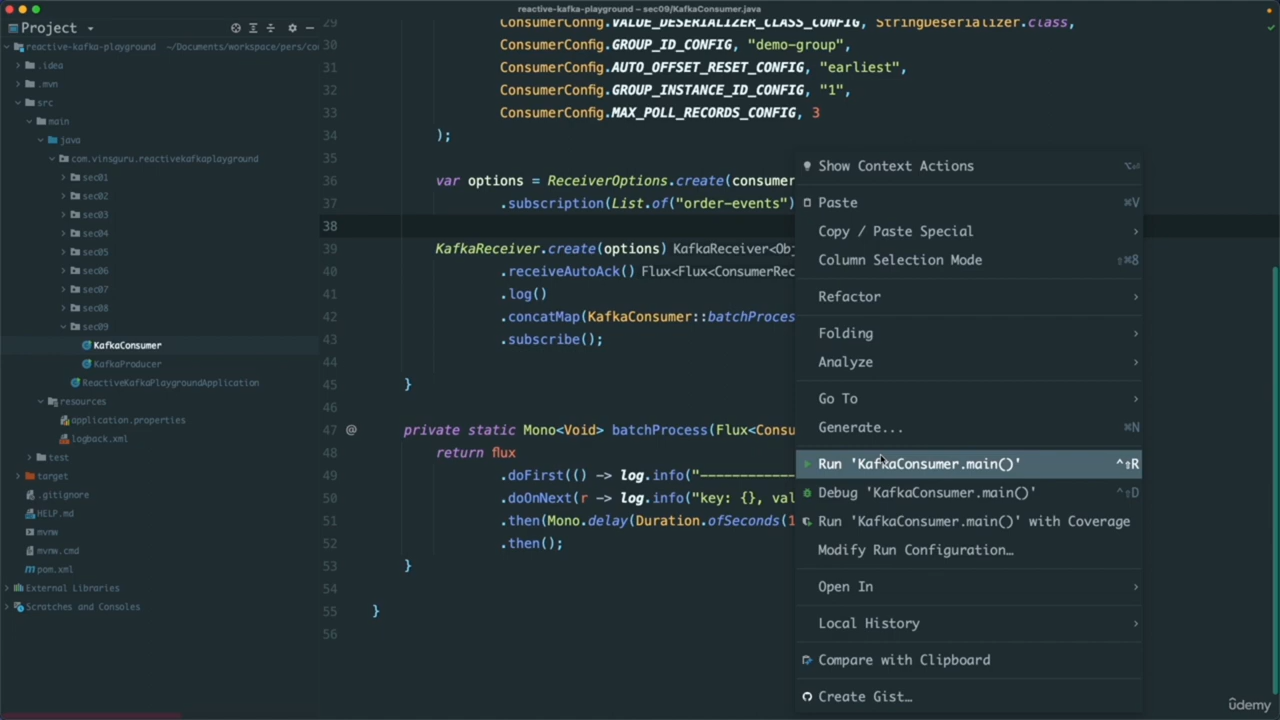 reactive-kafka-playground – sec09/KafkaConsumer.java
Project
reactive-kafka-playground ~/Documents/workspace/pers/co
.idea
.mvn
src
main
java
com.vinsguru.reactivekafkaplayground
sec01
sec02
sec03
sec04
sec05
sec06
sec07
sec08
sec09
KafkaConsumer
KafkaProducer
ReactiveKafkaPlaygroundApplication
resources
application.properties
logback.xml
test
target
.gitignore
HELP.md
mvnw
mvnw.cmd
pom.xml
External Libraries
Scratches and Consoles
29 ConsumerConfig.VALUE_DESERIALIZER_CLASS_CONFIG, StringDeserializer.class,
30 ConsumerConfig.GROUP_ID_CONFIG, "demo-group",
31 ConsumerConfig.AUTO_OFFSET_RESET_CONFIG, "earliest",
32 ConsumerConfig.GROUP_INSTANCE_ID_CONFIG, "1",
33 ConsumerConfig.MAX_POLL_RECORDS_CONFIG, 3
34 );
35
36 var options = ReceiverOptions.create(consumer
37 .subscription(List.of("order-events")
38
39 KafkaReceiver.create(options) KafkaReceiver<Obj
40 .receiveAutoAck() Flux<Flux<ConsumerRec
41 .log()
42 .concatMap(KafkaConsumer::batchProces
43 .subscribe();
44
45 }
46
47 @ private static Mono<Void> batchProcess(Flux<Consu
48 return flux
49 .doFirst(() -> log.info("------------
50 .doOnNext(r -> log.info("key: {}, val
51 .then(Mono.delay(Duration.ofSeconds(1
52 .then();
53 }
54
55 }
56
Show Context Actions ⌥⏎
Paste ⌘V
Copy / Paste Special
Column Selection Mode ⇧⌘8
Refactor
Folding
Analyze
Go To
Generate... ⌘N
Run 'KafkaConsumer.main()' ⌃⇧R
Debug 'KafkaConsumer.main()' ⌃⇧D
Run 'KafkaConsumer.main()' with Coverage
Modify Run Configuration…
Open In
Local History
Compare with Clipboard
Create Gist…
ûdemy